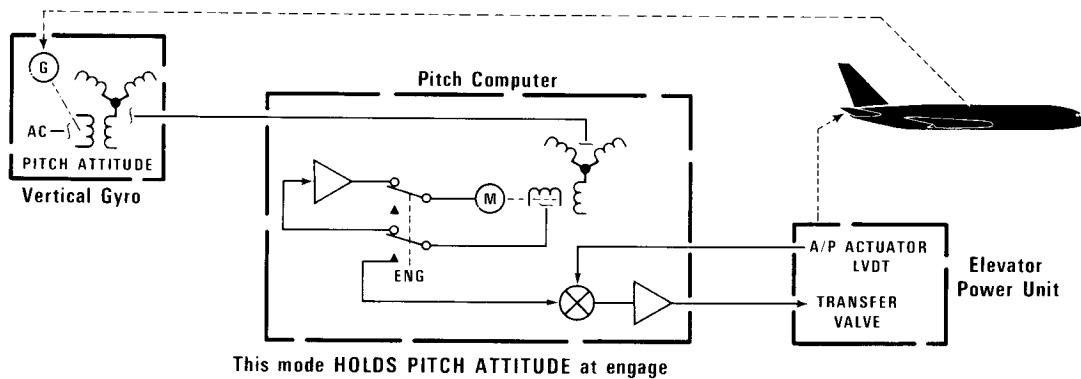 G
AC
PITCH ATTITUDE
Vertical Gyro
Pitch Computer
M
ENG
A/P ACTUATOR
LVDT
TRANSFER
VALVE
Elevator
Power Unit
This mode HOLDS PITCH ATTITUDE at engage